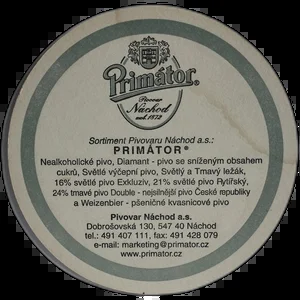 Primátor®
Pivovar
Náchod
zal. 1872
Sortiment Pivovaru Náchod a.s.:
PRIMÁTOR®
Nealkoholické pivo, Diamant - pivo se sníženým obsahem
cukrů, Světlé výčepní pivo, Světlý a Tmavý ležák,
16% světlé pivo Exkluziv, 21% světlé pivo Rytířský,
24% tmavé pivo Double - nejsilnější pivo České republiky
a Weizenbier - pšeničné kvasnicové pivo
Pivovar Náchod a.s.
Dobrošovská 130, 547 40 Náchod
tel.: 491 407 111, fax: 491 428 079
e-mail: marketing@primator.cz
www.primator.cz